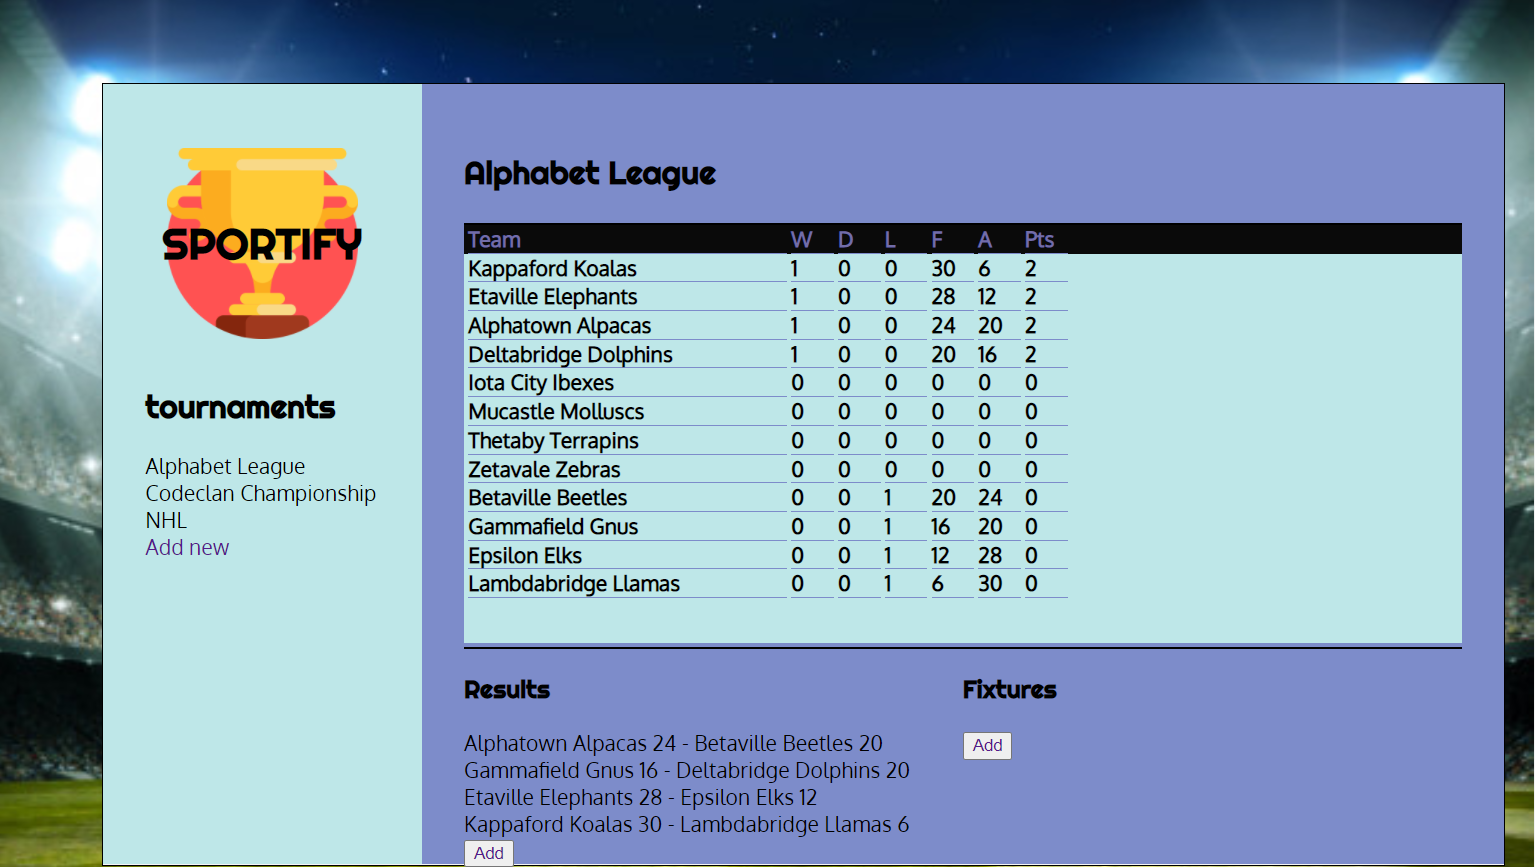 SPORTIFY
tournaments
Alphabet League
Codeclan Championship
NHL
Add new
Alphabet League
Team W D L F A Pts
Kappaford Koalas 1 0 0 30 6 2
Etaville Elephants 1 0 0 28 12 2
Alphatown Alpacas 1 0 0 24 20 2
Deltabridge Dolphins 1 0 0 20 16 2
Iota City Ibexes 0 0 0 0 0 0
Mucastle Molluscs 0 0 0 0 0 0
Thetaby Terrapins 0 0 0 0 0 0
Zetavale Zebras 0 0 0 0 0 0
Betaville Beetles 0 0 1 20 24 0
Gammafield Gnus 0 0 1 16 20 0
Epsilon Elks 0 0 1 12 28 0
Lambdabridge Llamas 0 0 1 6 30 0
Results
Alphatown Alpacas 24 - Betaville Beetles 20
Gammafield Gnus 16 - Deltabridge Dolphins 20
Etaville Elephants 28 - Epsilon Elks 12
Kappaford Koalas 30 - Lambdabridge Llamas 6
Add
Fixtures
Add